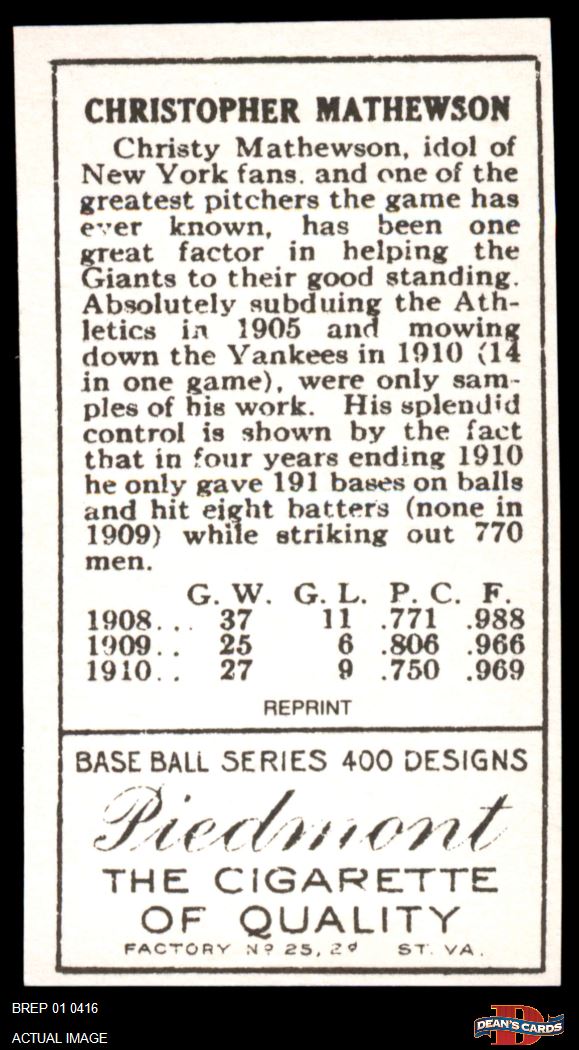 CHRISTOPHER MATHEWSON
Christy Mathewson, idol of
New York fans, and one of the
greatest pitchers the game has
ever known, has been one
great factor in helping the
Giants to their good standing.
Absolutely subduing the Ath-
letics in 1905 and mowing
down the Yankees in 1910 (14
in one game), were only sam-
ples of his work. His splendid
control is shown by the fact
that in four years ending 1910
he only gave 191 bases on balls
and hit eight batters (none in
1909) while striking out 770
men.
G. W. G. L. P. C. F.
1908... 37 11 .771 .988
1909.. 25 6 .806 .966
1910.. 27 9 .750 .969
REPRINT
BASE BALL SERIES 400 DESIGNS
Piedmont
THE CIGARETTE
OF QUALITY
FACTORY Nº 25, 2d ST. VA.
BREP 01 0416
ACTUAL IMAGE
D
DEAN'S CARDS